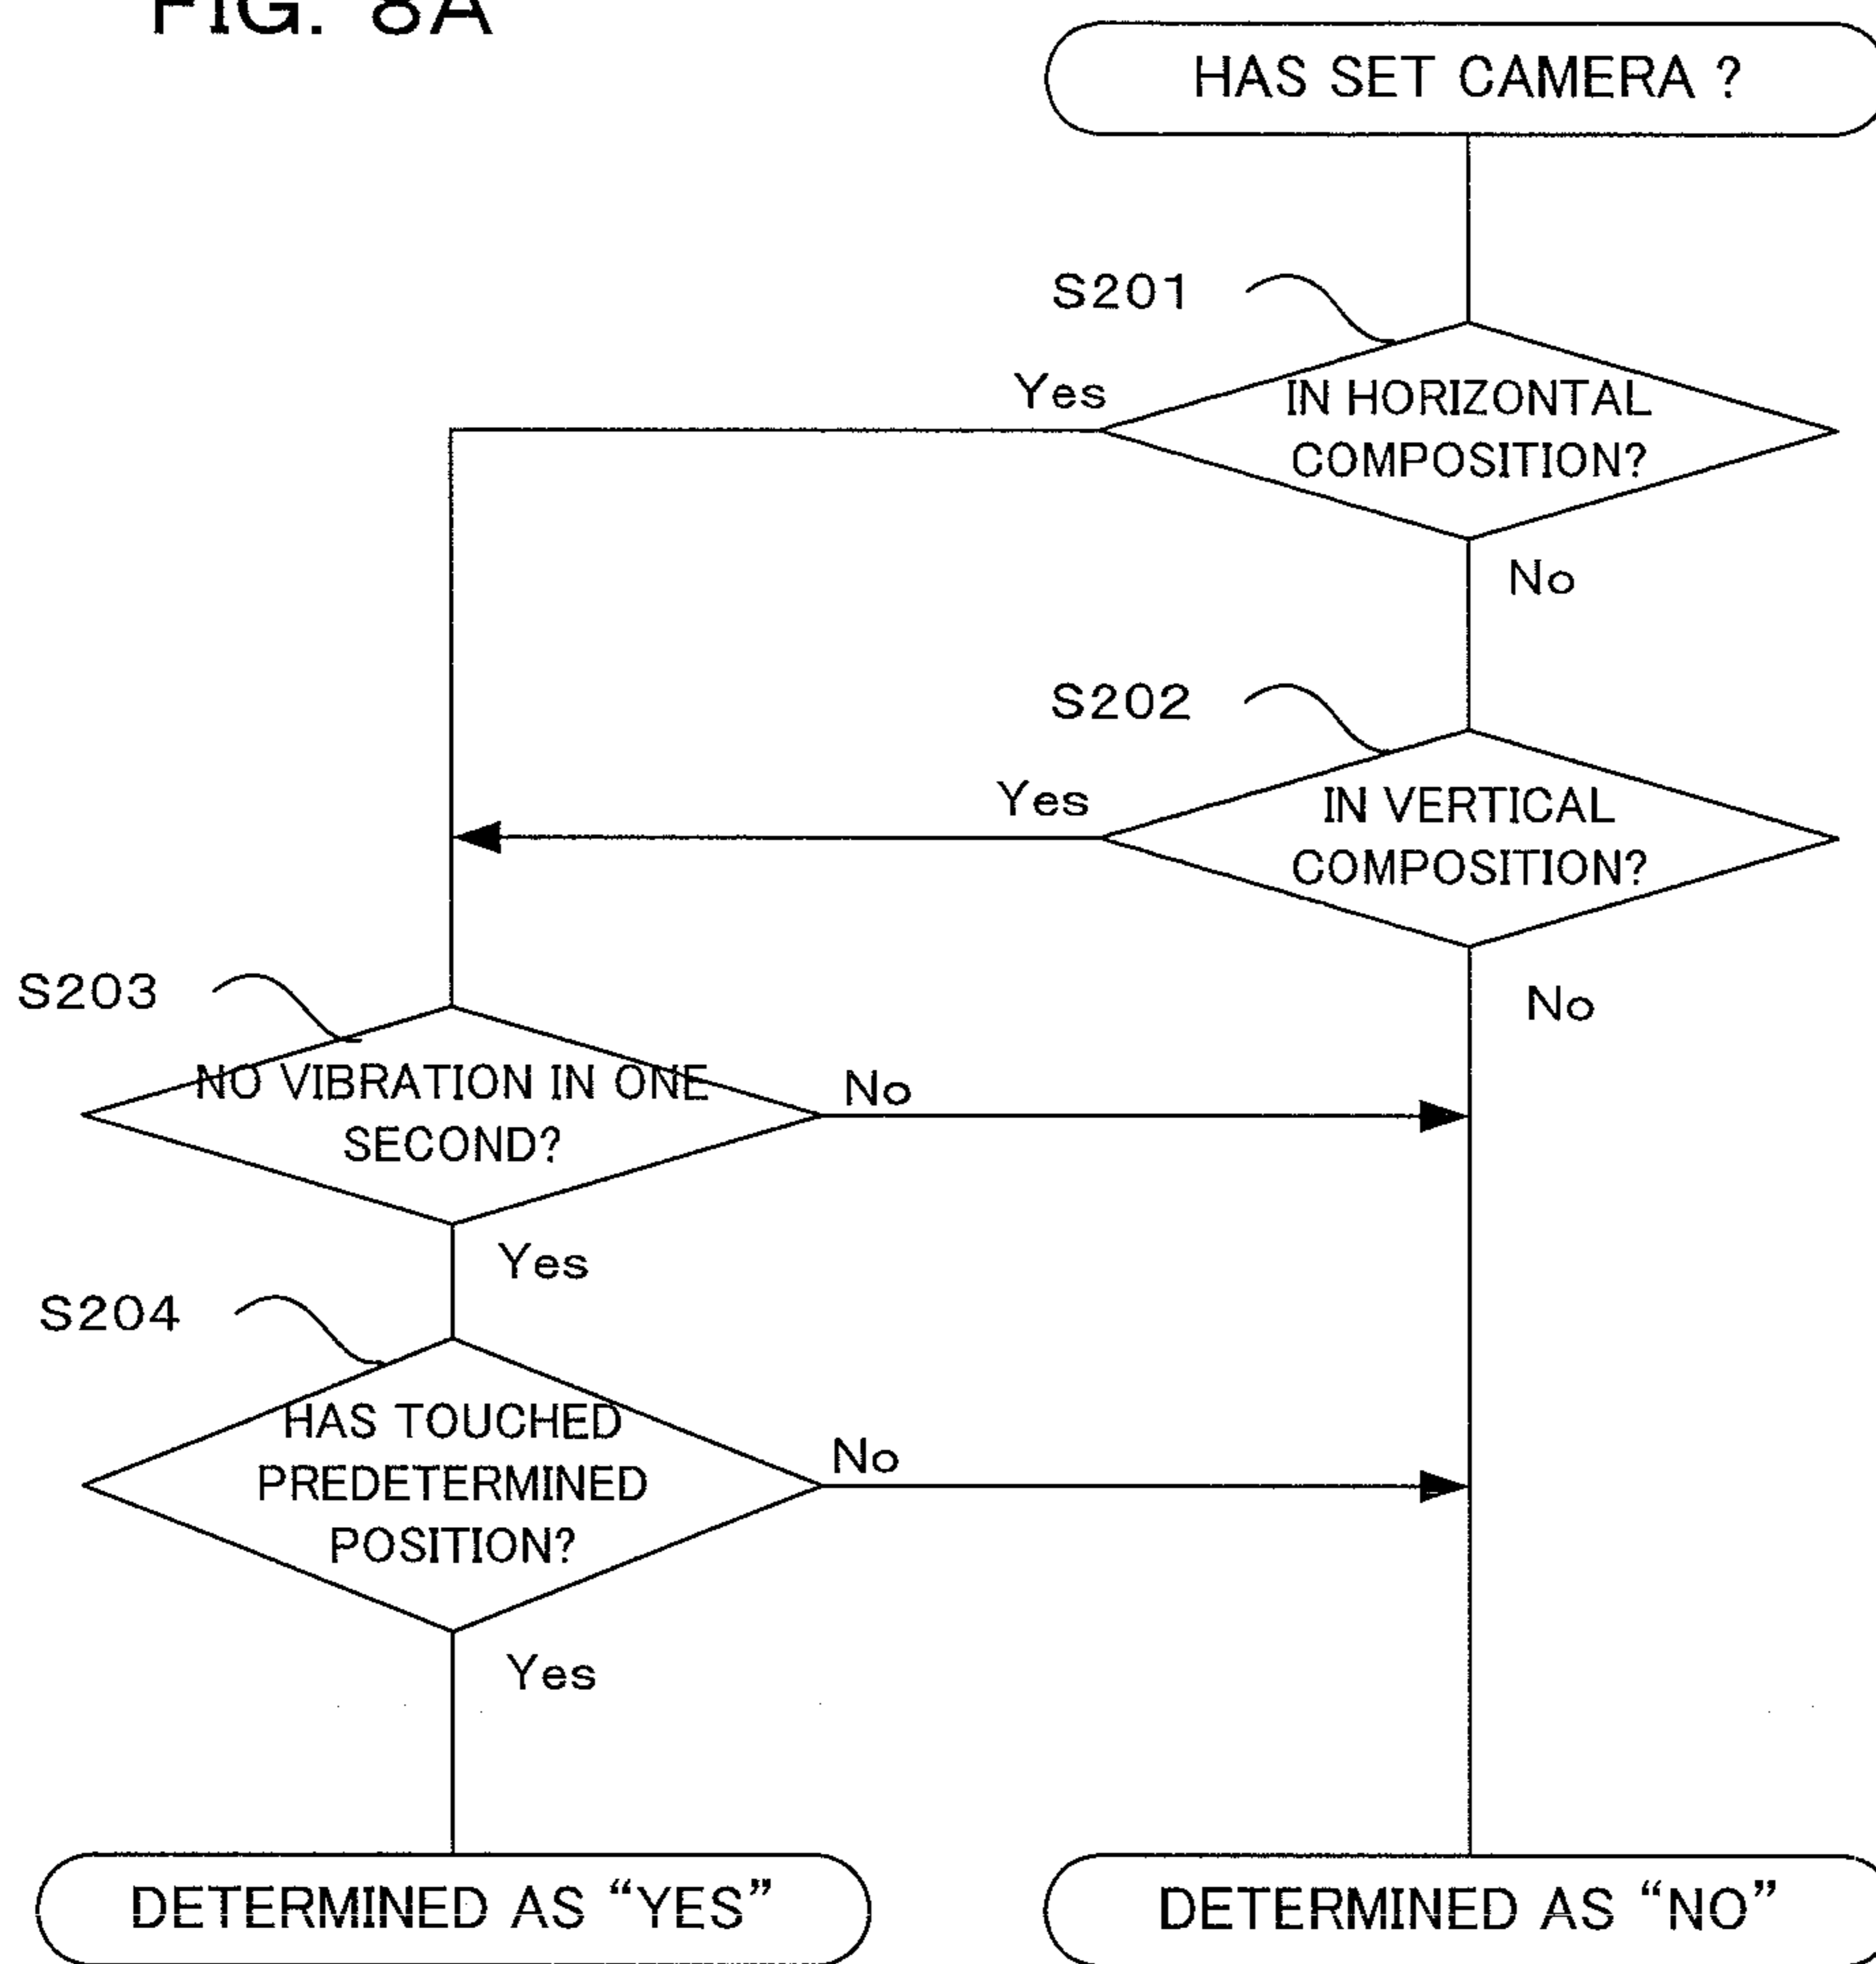 FIG. 8A
HAS SET CAMERA ?
S201
Yes
IN HORIZONTAL
COMPOSITION?
No
S202
Yes
IN VERTICAL
COMPOSITION?
No
S203
NO VIBRATION IN ONE
SECOND?
No
Yes
S204
HAS TOUCHED
PREDETERMINED
POSITION?
No
Yes
DETERMINED AS “YES”
DETERMINED AS “NO”